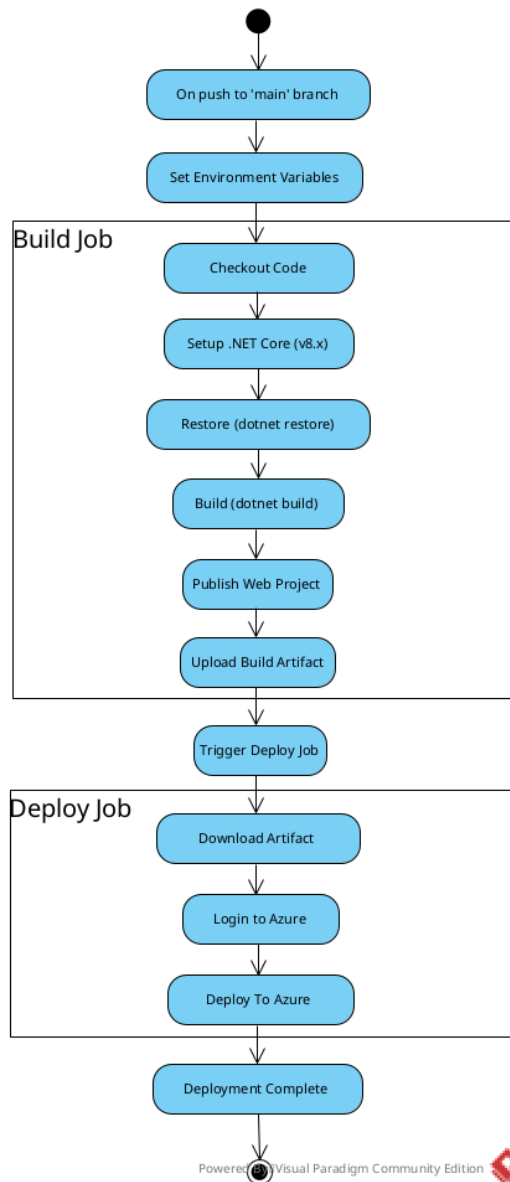 On push to 'main' branch
Set Environment Variables
Build Job
Checkout Code
Setup .NET Core (v8.x)
Restore (dotnet restore)
Build (dotnet build)
Publish Web Project
Upload Build Artifact
Trigger Deploy Job
Deploy Job
Download Artifact
Login to Azure
Deploy To Azure
Deployment Complete
Powered By Visual Paradigm Community Edition